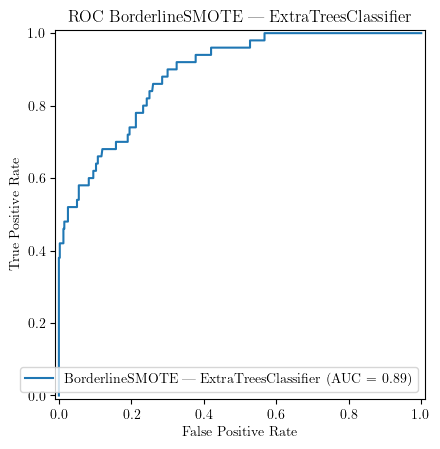 ROC BorderlineSMOTE — ExtraTreesClassifier
1.0
0.8
0.6
0.4
0.2
0.0
True Positive Rate
BorderlineSMOTE — ExtraTreesClassifier (AUC = 0.89)
0.0 0.2 0.4 0.6 0.8 1.0
False Positive Rate